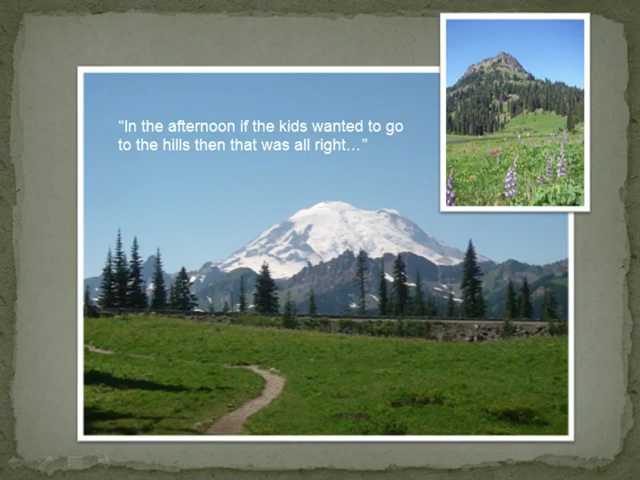 “In the afternoon if the kids wanted to go
to the hills then that was all right…”